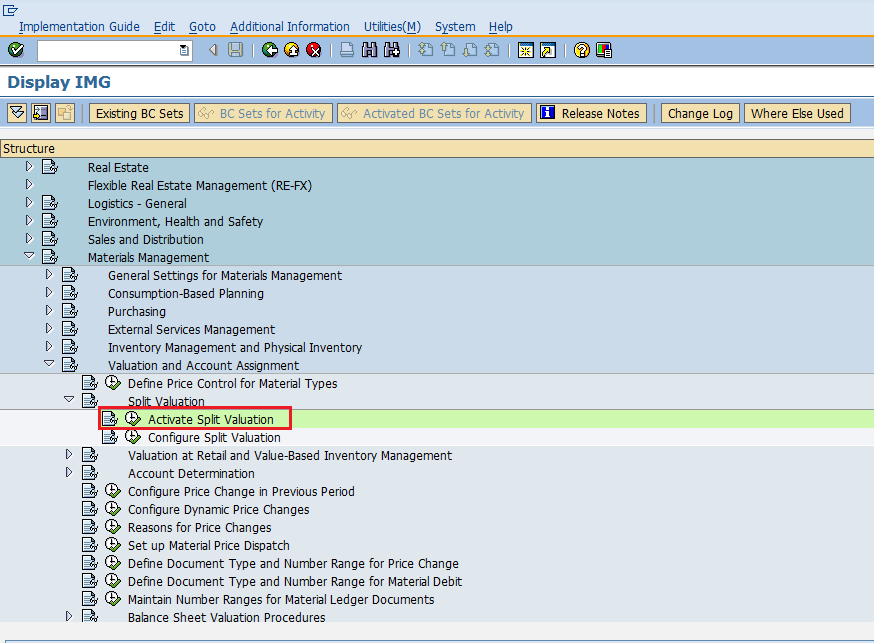 Implementation Guide Edit Goto Additional Information Utilities(M) System Help
Display IMG
Existing BC Sets BC Sets for Activity Activated BC Sets for Activity Release Notes Change Log Where Else Used
Structure
Real Estate
Flexible Real Estate Management (RE-FX)
Logistics - General
Environment, Health and Safety
Sales and Distribution
Materials Management
General Settings for Materials Management
Consumption-Based Planning
Purchasing
External Services Management
Inventory Management and Physical Inventory
Valuation and Account Assignment
Define Price Control for Material Types
Split Valuation
Activate Split Valuation
Configure Split Valuation
Valuation at Retail and Value-Based Inventory Management
Account Determination
Configure Price Change in Previous Period
Configure Dynamic Price Changes
Reasons for Price Changes
Set up Material Price Dispatch
Define Document Type and Number Range for Price Change
Define Document Type and Number Range for Material Debit
Maintain Number Ranges for Material Ledger Documents
Balance Sheet Valuation Procedures